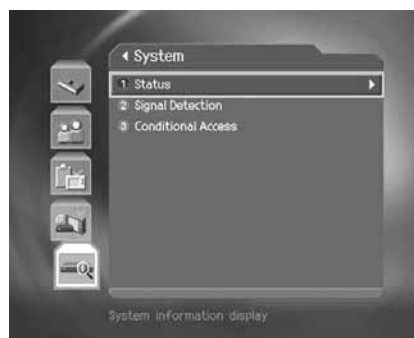 System
1 Status
2 Signal Detection
3 Conditional Access
System information display